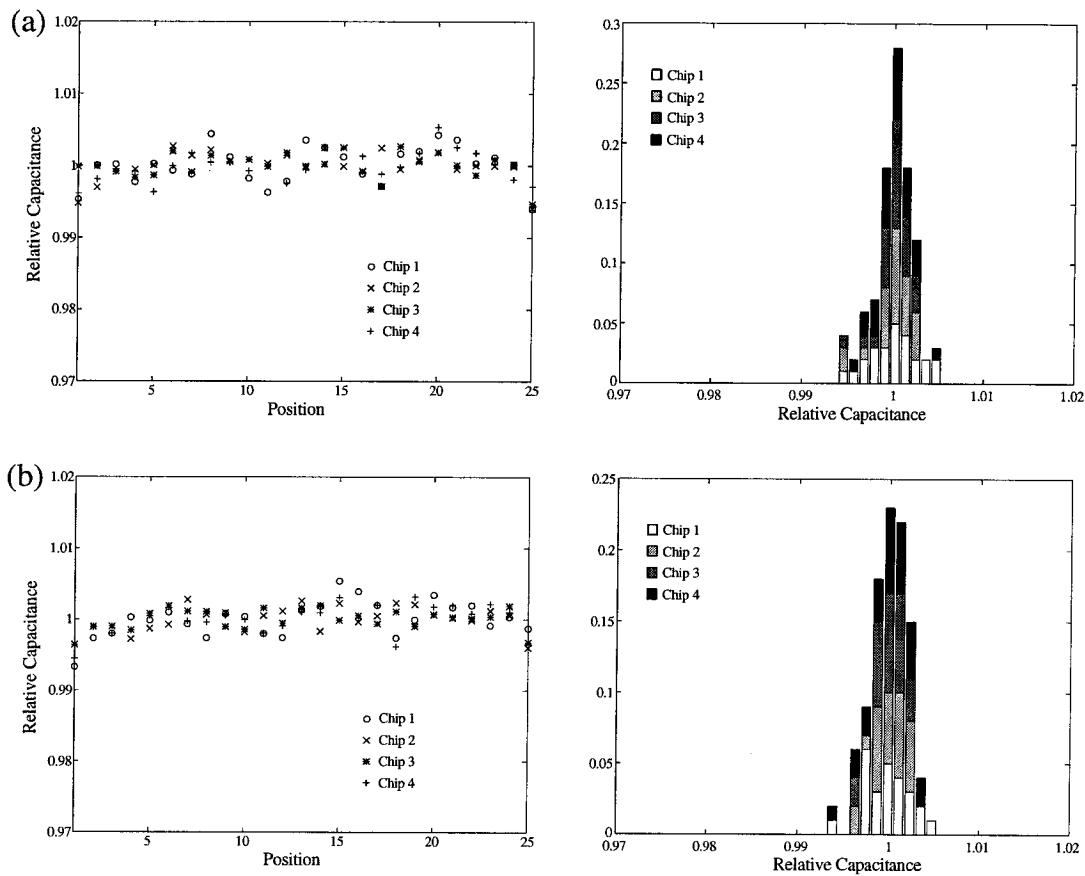 (a)
1.02
1.01
1
0.99
0.98
0.97
Relative Capacitance
Chip 1
Chip 2
Chip 3
Chip 4
5
10
15
20
25
Position
0.3
0.25
0.2
0.15
0.1
0.05
0
Chip 1
Chip 2
Chip 3
Chip 4
0.97
0.98
0.99
1
1.01
1.02
Relative Capacitance
(b)
1.02
1.01
1
0.99
0.98
0.97
Relative Capacitance
Chip 1
Chip 2
Chip 3
Chip 4
5
10
15
20
25
Position
0.25
0.2
0.15
0.1
0.05
0
Chip 1
Chip 2
Chip 3
Chip 4
0.97
0.98
0.99
1
1.01
1.02
Relative Capacitance